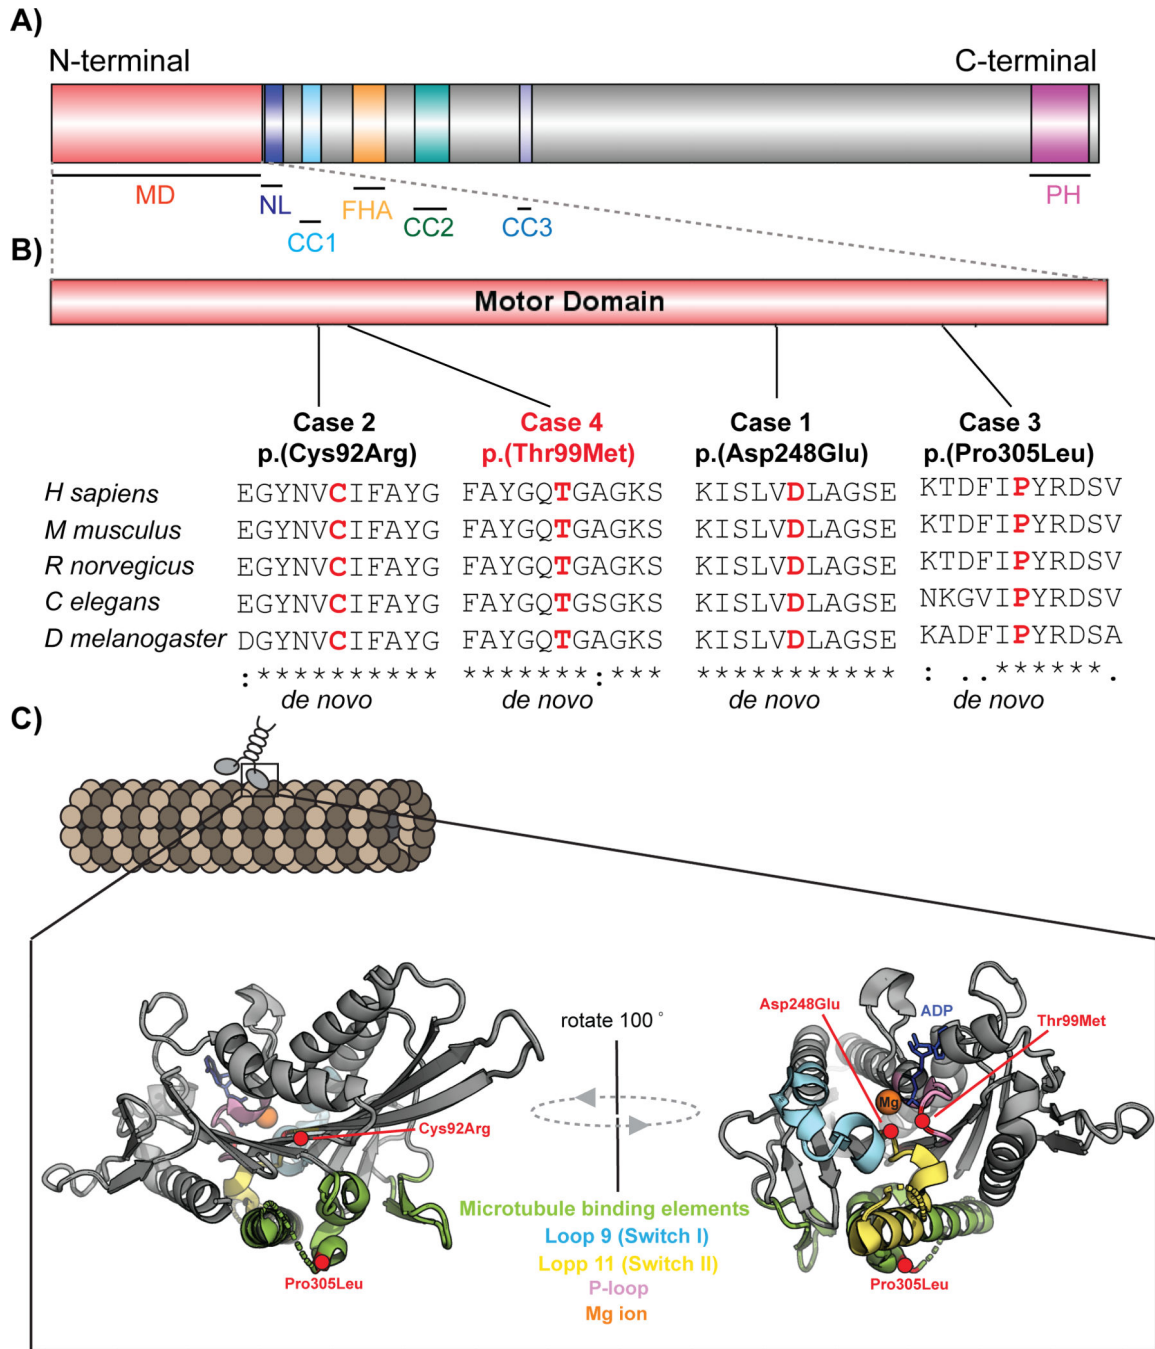 A)
N-terminal
C-terminal
MD
NL
CC1
FHA
CC2
CC3
PH
B)
Motor Domain
Case 2
p.(Cys92Arg)
Case 4
p.(Thr99Met)
Case 1
p.(Asp248Glu)
Case 3
p.(Pro305Leu)
H sapiens EGYNVCIFAYG FAYGQTGAGKS KISLVDLAGSE KTDFIPYRDSV
M musculus EGYNVCIFAYG FAYGQTGAGKS KISLVDLAGSE KTDFIPYRDSV
R norvegicus EGYNVCIFAYG FAYGQTGAGKS KISLVDLAGSE KTDFIPYRDSV
C elegans EGYNVCIFAYG FAYGQTGSGKS KISLVDLAGSE NKGVIPYRDSV
D melanogaster DGYNVCIFAYG FAYGQTGAGKS KISLVDLAGSE KADFIPYRDSA
:********** *******:*** *********** : ..******.
de novo de novo de novo de novo
C)
rotate 100 °
Asp248Glu
ADP
Thr99Met
Mg
Cys92Arg
Pro305Leu
Microtubule binding elements
Loop 9 (Switch I)
Lopp 11 (Switch II)
P-loop
Mg ion
Pro305Leu